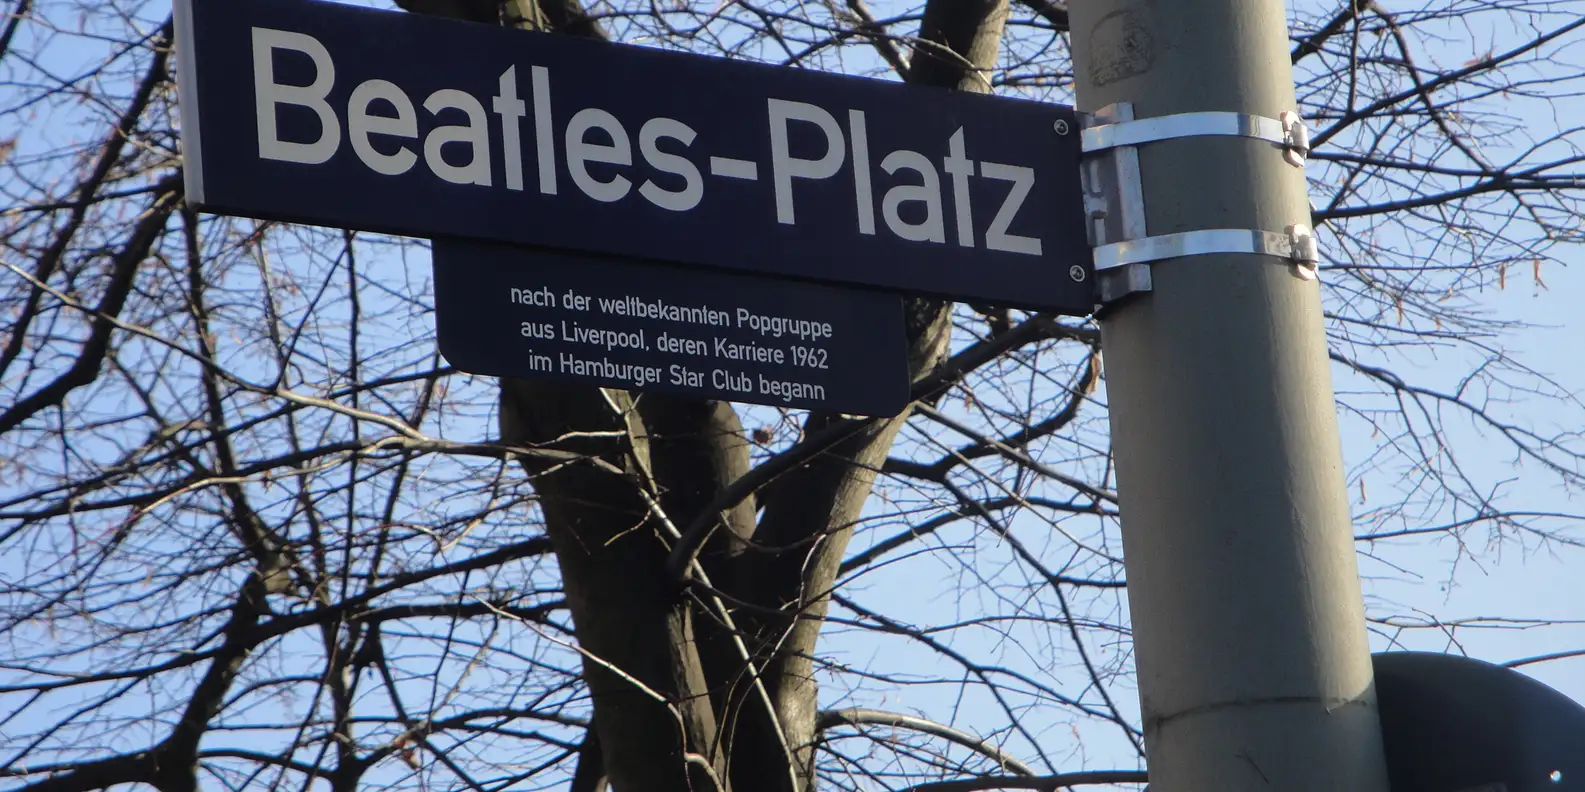 Beatles-Platz
nach der weltbekannten Popgruppe
aus Liverpool, deren Karriere 1962
im Hamburger Star Club begann